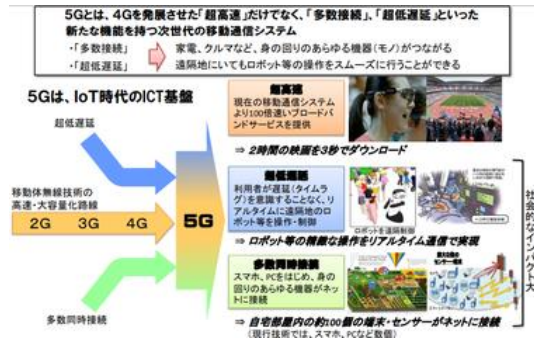 5Gとは、4Gを発展させた「超高速」だけでなく、「多数接続」、「超低遅延」といった
新たな機能を持つ次世代の移動通信システム
・「多数接続」 家電、クルマなど、身の回りのあらゆる機器(モノ)がつながる
・「超低遅延」 遠隔地にいてもロボット等の操作をスムーズに行うことができる
5Gは、IoT時代のICT基盤
超低遅延
移動体無線技術の
高速・大容量化路線
2G 3G 4G
5G
多数同時接続
超高速
現在の移動通信システム
より100倍速いブロードバ
ンドサービスを提供
⇒ 2時間の映画を3秒でダウンロード
超低遅延
利用者が遅延(タイムラ
グ)を意識することなく、リ
アルタイムに遠隔地のロ
ボット等を操作・制御
ロボットを遠隔制御
⇒ ロボット等の精緻な操作をリアルタイム通信で実現
多数同時接続
スマホ、PCをはじめ、身の
回りのあらゆる機器がネッ
トに接続
⇒ 自宅部屋内の約100個の端末・センサーがネットに接続
(現行技術では、スマホ、PCなど数個)
社会的なインパクト大